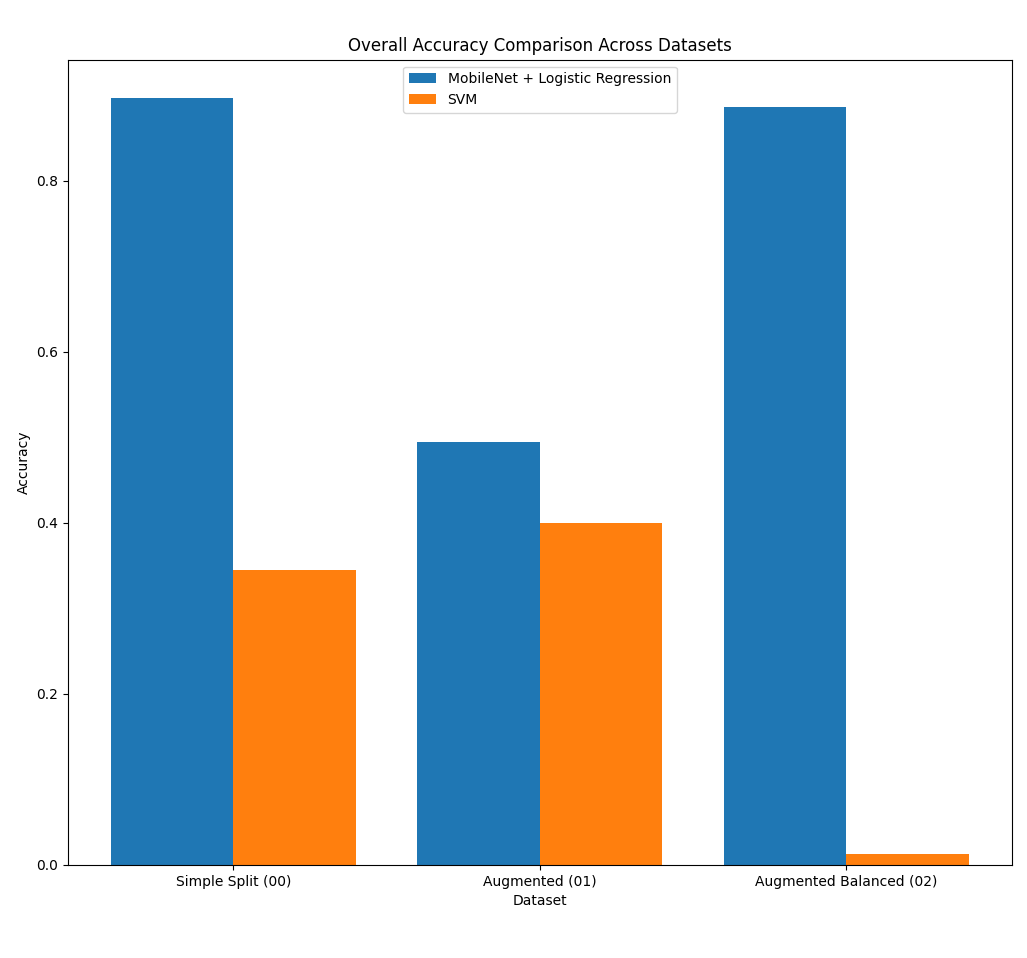 Overall Accuracy Comparison Across Datasets
MobileNet + Logistic Regression
SVM
0.8
0.6
0.4
0.2
0.0
Accuracy
Simple Split (00)
Augmented (01)
Augmented Balanced (02)
Dataset